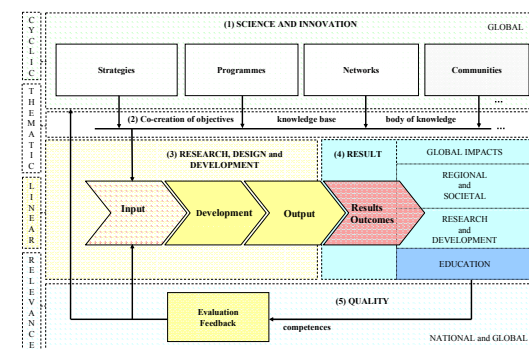 CYCLIC
(1) SCIENCE AND INNOVATION
GLOBAL
Strategies
Programmes
Networks
Communities
...
THEMATIC
(2) Co-creation of objectives
knowledge base
body of knowledge
...
(3) RESEARCH, DESIGN and
DEVELOPMENT
(4) RESULT
GLOBAL IMPACTS
REGIONAL
and
SOCIETAL
LINEAR
Input
Development
Output
Results
Outcomes
RESEARCH
and
DEVELOPMENT
EDUCATION
RELEVANCE
(5) QUALITY
Evaluation
Feedback
competences
NATIONAL and GLOBAL